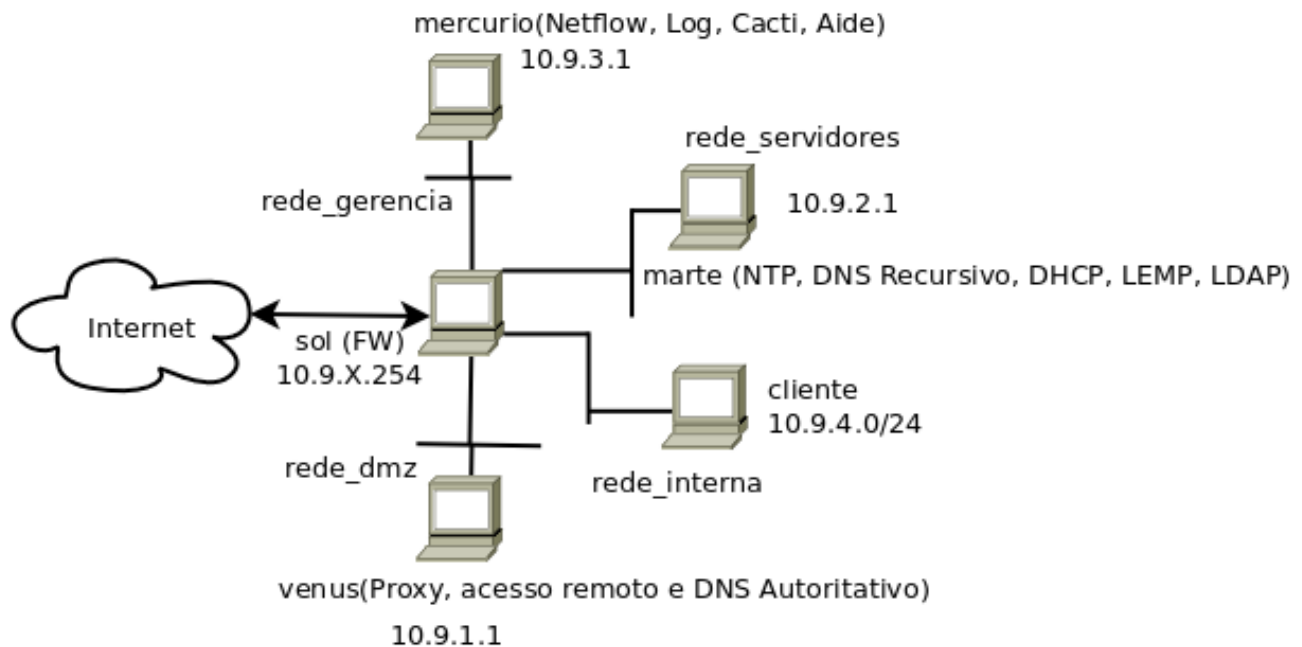 mercurio(Netflow, Log, Cacti, Aide)
10.9.3.1
rede_servidores
rede_gerencia
10.9.2.1
marte (NTP, DNS Recursivo, DHCP, LEMP, LDAP)
Internet
sol (FW)
10.9.X.254
cliente
10.9.4.0/24
rede_dmz
rede_interna
venus(Proxy, acesso remoto e DNS Autoritativo)
10.9.1.1